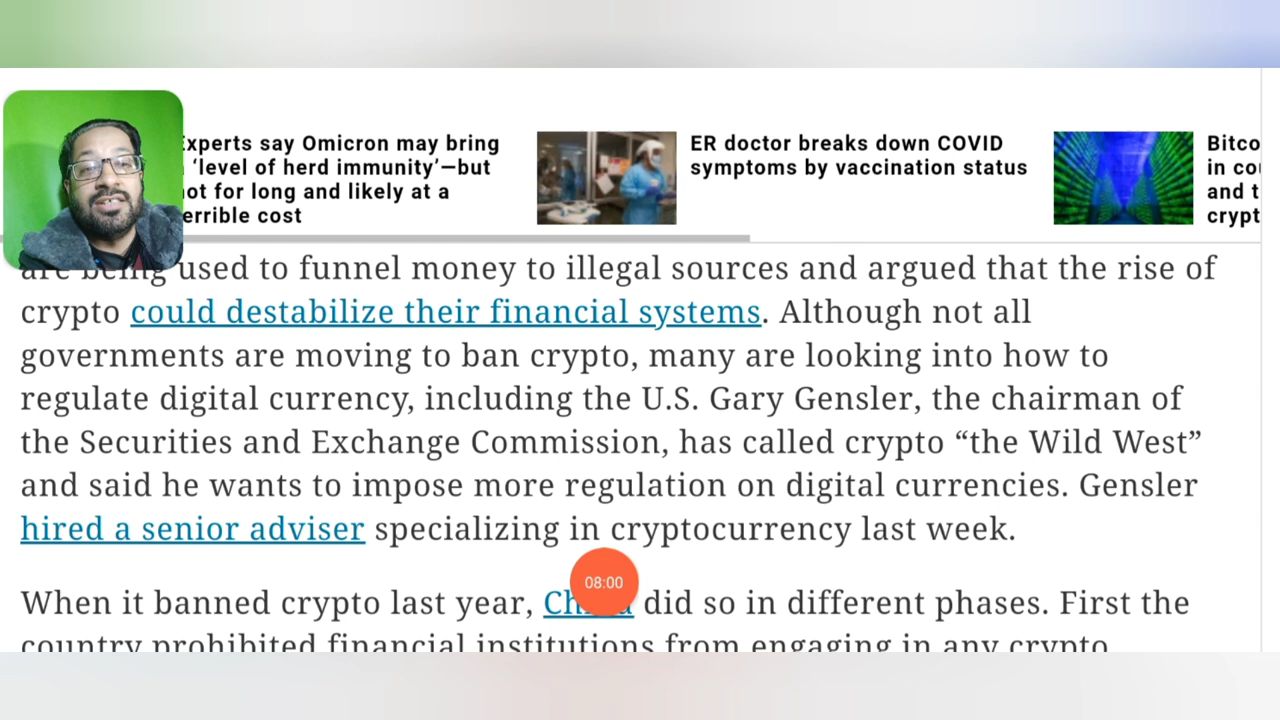 Experts say Omicron may bring
‘level of herd immunity’—but
not for long and likely at a
terrible cost
ER doctor breaks down COVID
symptoms by vaccination status
in
and
are being used to funnel money to illegal sources and argued that the rise of
crypto could destabilize their financial systems. Although not all
governments are moving to ban crypto, many are looking into how to
regulate digital currency, including the U.S. Gary Gensler, the chairman of
the Securities and Exchange Commission, has called crypto “the Wild West”
and said he wants to impose more regulation on digital currencies. Gensler
hired a senior adviser specializing in cryptocurrency last week.
08:00
When it banned crypto last year, China did so in different phases. First the
country prohibited financial institutions from engaging in any crypto